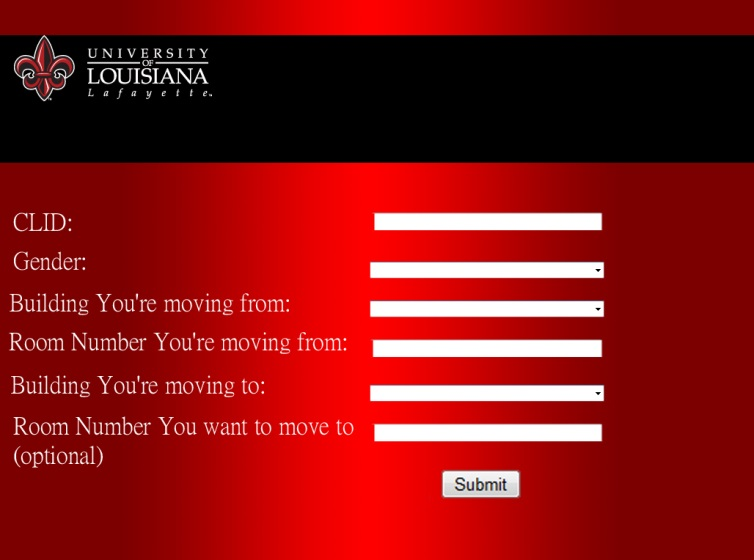 UNIVERSITY
OF
LOUISIANA
Lafayette™
CLID:
Gender:
Building You're moving from:
Room Number You're moving from:
Building You're moving to:
Room Number You want to move to
(optional)
Submit